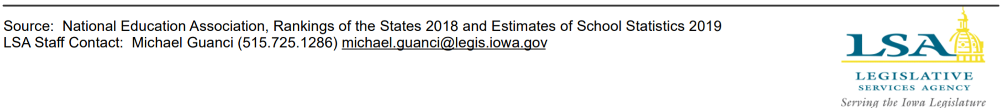 Source:  National Education Association, Rankings of the States 2018 and Estimates of School Statistics 2019
LSA Staff Contact:  Michael Guanci (515.725.1286) michael.guanci@legis.iowa.gov
LSA
LEGISLATIVE
SERVICES AGENCY
Serving the Iowa Legislature